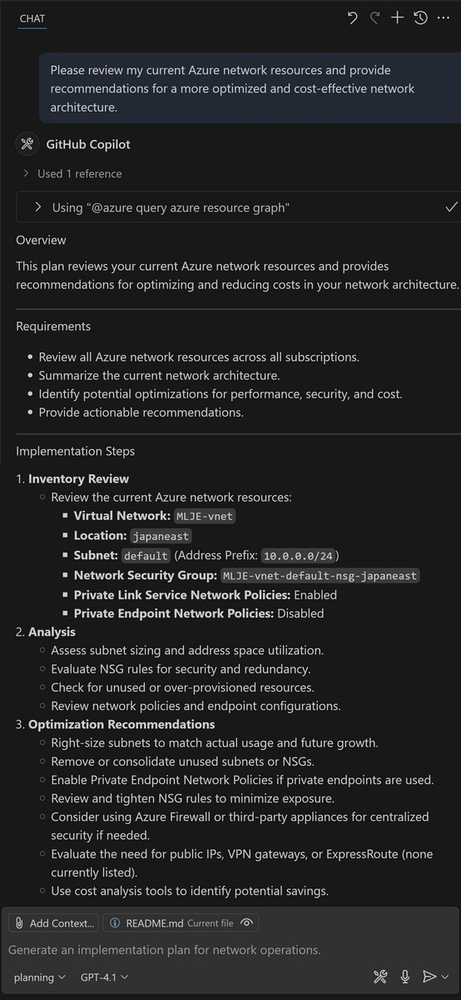 CHAT
Please review my current Azure network resources and provide
recommendations for a more optimized and cost-effective network
architecture.
GitHub Copilot
Used 1 reference
Using "@azure query azure resource graph"
Overview
This plan reviews your current Azure network resources and provides
recommendations for optimizing and reducing costs in your network architecture.
Requirements
• Review all Azure network resources across all subscriptions.
• Summarize the current network architecture.
• Identify potential optimizations for performance, security, and cost.
• Provide actionable recommendations.
Implementation Steps
1. Inventory Review
○ Review the current Azure network resources:
▪ Virtual Network: MLJE-vnet
▪ Location: japaneast
▪ Subnet: default (Address Prefix: 10.0.0.0/24)
▪ Network Security Group: MLJE-vnet-default-nsg-japaneast
▪ Private Link Service Network Policies: Enabled
▪ Private Endpoint Network Policies: Disabled
2. Analysis
○ Assess subnet sizing and address space utilization.
○ Evaluate NSG rules for security and redundancy.
○ Check for unused or over-provisioned resources.
○ Review network policies and endpoint configurations.
3. Optimization Recommendations
○ Right-size subnets to match actual usage and future growth.
○ Remove or consolidate unused subnets or NSGs.
○ Enable Private Endpoint Network Policies if private endpoints are used.
○ Review and tighten NSG rules to minimize exposure.
○ Consider using Azure Firewall or third-party appliances for centralized
security if needed.
○ Evaluate the need for public IPs, VPN gateways, or ExpressRoute (none
currently listed).
○ Use cost analysis tools to identify potential savings.
Add Context... README.md Current file
Generate an implementation plan for network operations.
planning GPT-4.1